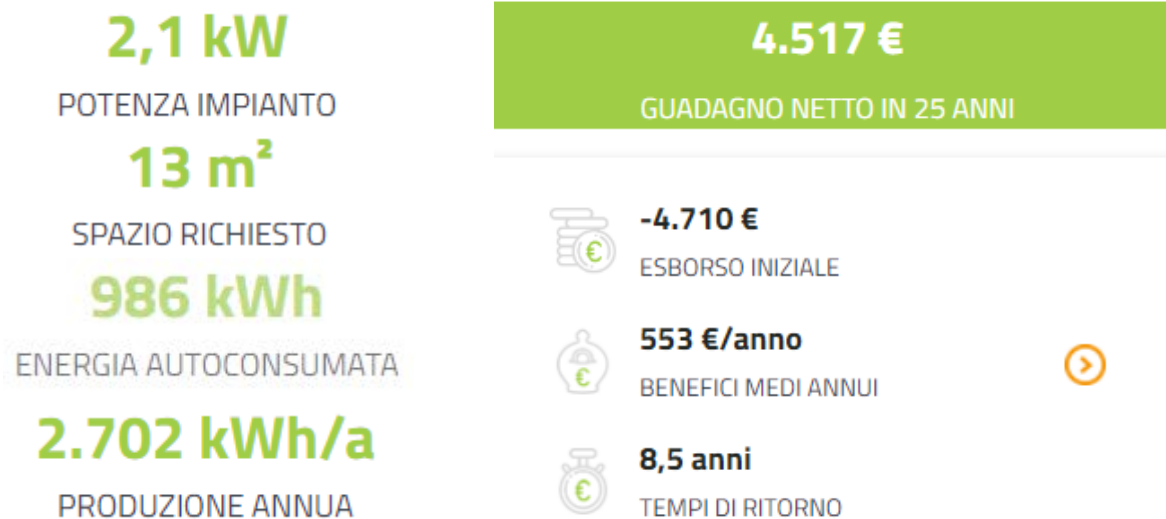 2,1 kW
POTENZA IMPIANTO
13 m²
SPAZIO RICHIESTO
986 kWh
ENERGIA AUTOCONSUMATA
2.702 kWh/a
PRODUZIONE ANNUA
4.517 €
GUADAGNO NETTO IN 25 ANNI
-4.710 €
ESBORSO INIZIALE
553 €/anno
BENEFICI MEDI ANNUI
8,5 anni
TEMPI DI RITORNO